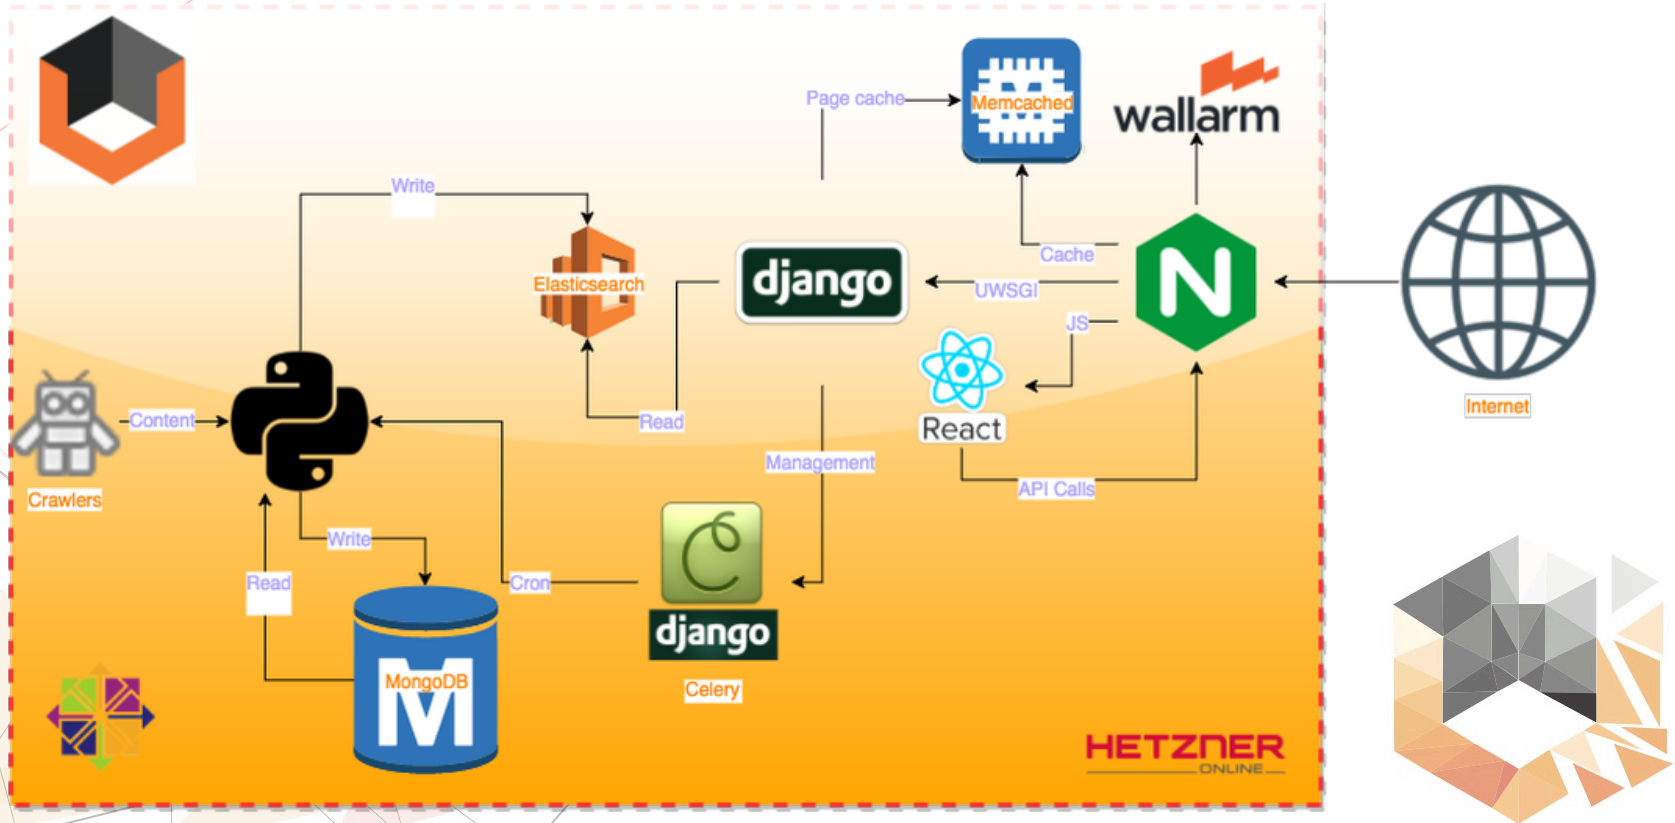 Page cache
Memcached
wallarm
Write
Cache
Elasticsearch
django
UWSGI
JS
React
Internet
Content
Read
Management
API Calls
Crawlers
Write
Read
Cron
django
MongoDB
Celery
HETZNER
ONLINE